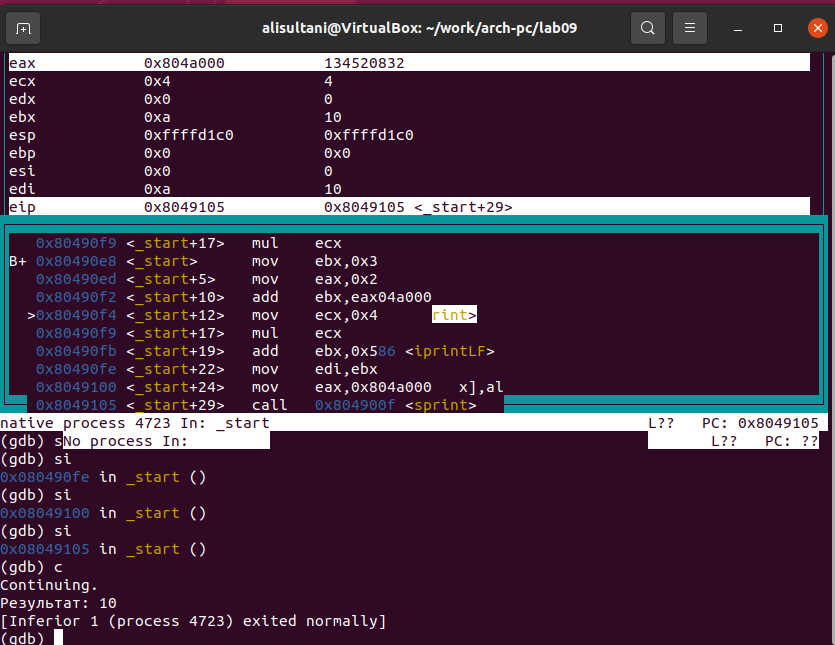 alisultani@VirtualBox: ~/work/arch-pc/lab09
eax 0x804a000 134520832
ecx 0x4 4
edx 0x0 0
ebx 0xa 10
esp 0xffffd1c0 0xffffd1c0
ebp 0x0 0x0
esi 0x0 0
edi 0xa 10
eip 0x8049105 0x8049105 <_start+29>
0x80490f9 <_start+17> mul ecx
B+ 0x80490e8 <_start> mov ebx,0x3
0x80490ed <_start+5> mov eax,0x2
0x80490f2 <_start+10> add ebx,eax04a000
>0x80490f4 <_start+12> mov ecx,0x4 rint>
0x80490f9 <_start+17> mul ecx
0x80490fb <_start+19> add ebx,0x586 <iprintLF>
0x80490fe <_start+22> mov edi,ebx
0x8049100 <_start+24> mov eax,0x804a000 x],al
0x8049105 <_start+29> call 0x804900f <sprint>
native process 4723 In: _start L?? PC: 0x8049105
(gdb) sNo process In: L?? PC: ??
(gdb) si
0x080490fe in _start ()
(gdb) si
0x08049100 in _start ()
(gdb) si
0x08049105 in _start ()
(gdb) c
Continuing.
Результат: 10
[Inferior 1 (process 4723) exited normally]
(gdb)